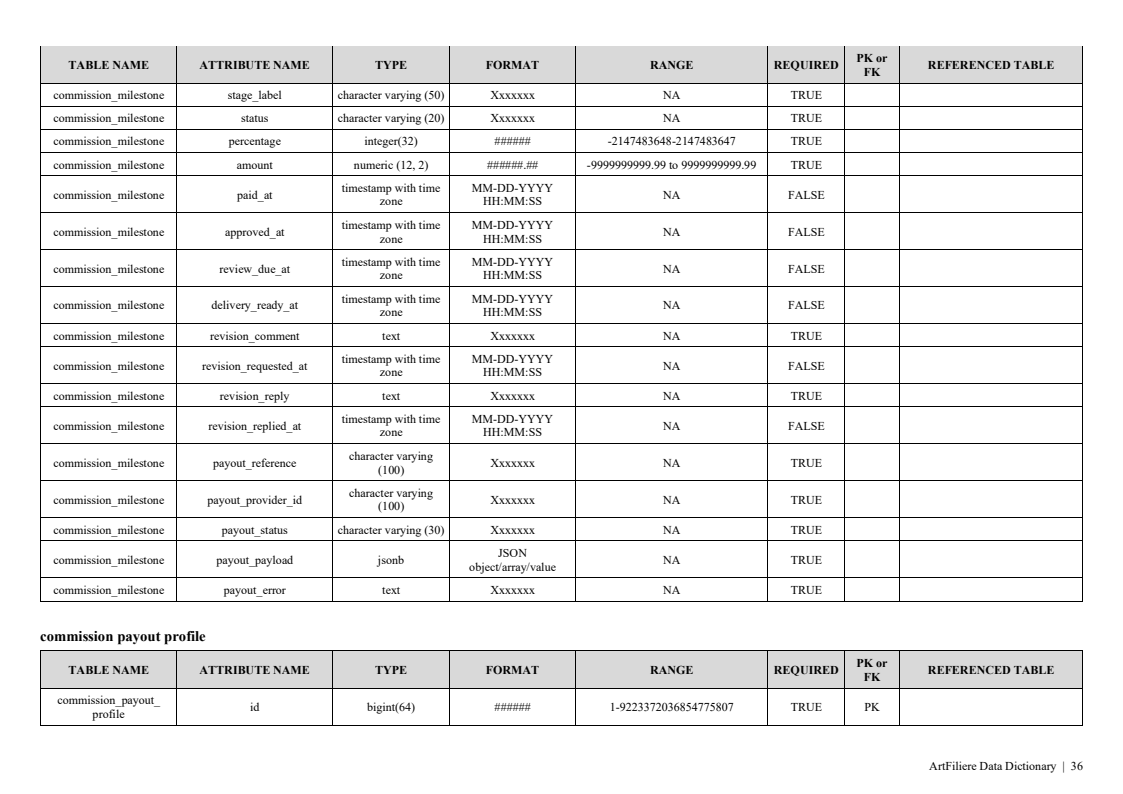 TABLE NAME ATTRIBUTE NAME TYPE FORMAT RANGE REQUIRED PK or FK REFERENCED TABLE
commission_milestone stage_label character varying (50) Xxxxxxx NA TRUE
commission_milestone status character varying (20) Xxxxxxx NA TRUE
commission_milestone percentage integer(32) ###### -2147483648-2147483647 TRUE
commission_milestone amount numeric (12, 2) ######.## -9999999999.99 to 9999999999.99 TRUE
commission_milestone paid_at timestamp with time zone MM-DD-YYYY HH:MM:SS NA FALSE
commission_milestone approved_at timestamp with time zone MM-DD-YYYY HH:MM:SS NA FALSE
commission_milestone review_due_at timestamp with time zone MM-DD-YYYY HH:MM:SS NA FALSE
commission_milestone delivery_ready_at timestamp with time zone MM-DD-YYYY HH:MM:SS NA FALSE
commission_milestone revision_comment text Xxxxxxx NA TRUE
commission_milestone revision_requested_at timestamp with time zone MM-DD-YYYY HH:MM:SS NA FALSE
commission_milestone revision_reply text Xxxxxxx NA TRUE
commission_milestone revision_replied_at timestamp with time zone MM-DD-YYYY HH:MM:SS NA FALSE
commission_milestone payout_reference character varying (100) Xxxxxxx NA TRUE
commission_milestone payout_provider_id character varying (100) Xxxxxxx NA TRUE
commission_milestone payout_status character varying (30) Xxxxxxx NA TRUE
commission_milestone payout_payload jsonb JSON object/array/value NA TRUE
commission_milestone payout_error text Xxxxxxx NA TRUE
commission payout profile
TABLE NAME ATTRIBUTE NAME TYPE FORMAT RANGE REQUIRED PK or FK REFERENCED TABLE
commission_payout_profile id bigint(64) ###### 1-9223372036854775807 TRUE PK
ArtFiliere Data Dictionary | 36